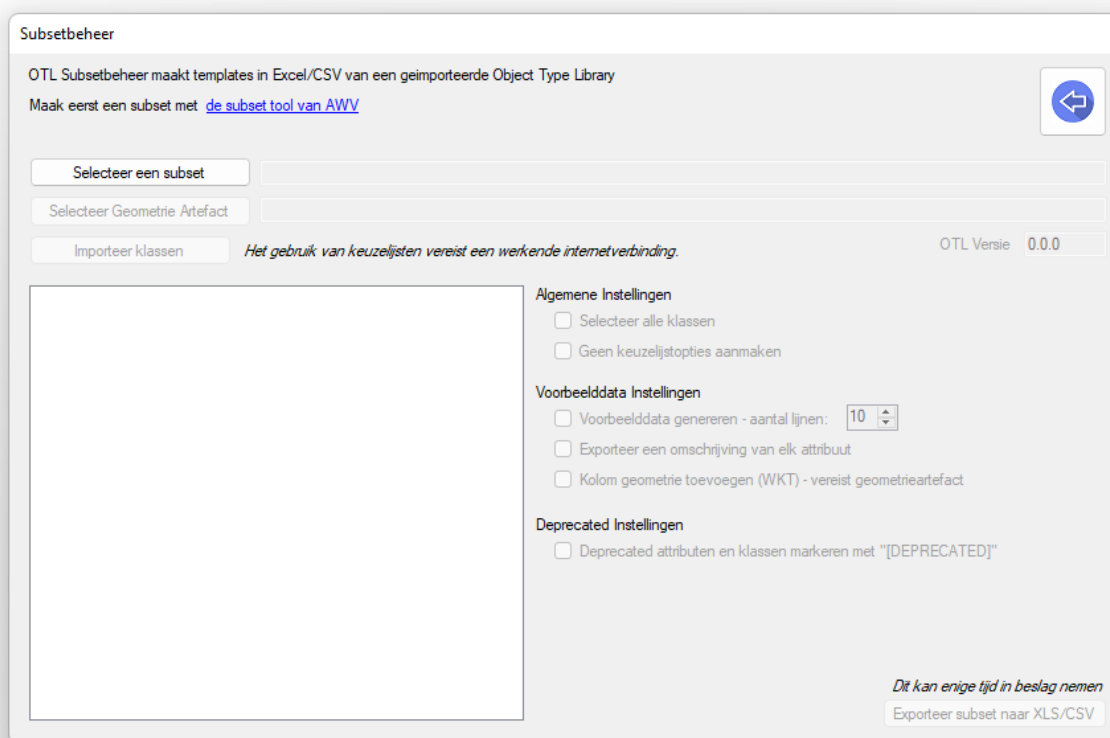 Subsetbeheer
OTL Subsetbeheer maakt templates in Excel/CSV van een geimporteerde Object Type Library
Maak eerst een subset met de subset tool van AWV
Selecteer een subset
Selecteer Geometrie Artefact
Importeer klassen Het gebruik van keuzelijsten vereist een werkende internetverbinding. OTL Versie 0.0.0
Algemene Instellingen
Selecteer alle klassen
Geen keuzelijstopties aanmaken
Voorbeelddata Instellingen
Voorbeelddata genereren - aantal lijnen: 10
Exporteer een omschrijving van elk attribuut
Kolom geometrie toevoegen (WKT) - vereist geometrieartefact
Deprecated Instellingen
Deprecated attributen en klassen markeren met "[DEPRECATED]"
Dit kan enige tijd in beslag nemen
Exporteer subset naar XLS/CSV